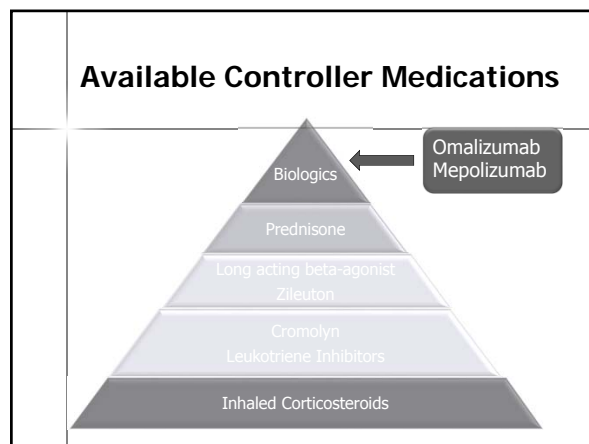 Available Controller Medications
Omalizumab
Mepolizumab
Biologics
Prednisone
Long acting beta-agonist
Zileuton
Cromolyn
Leukotriene Inhibitors
Inhaled Corticosteroids